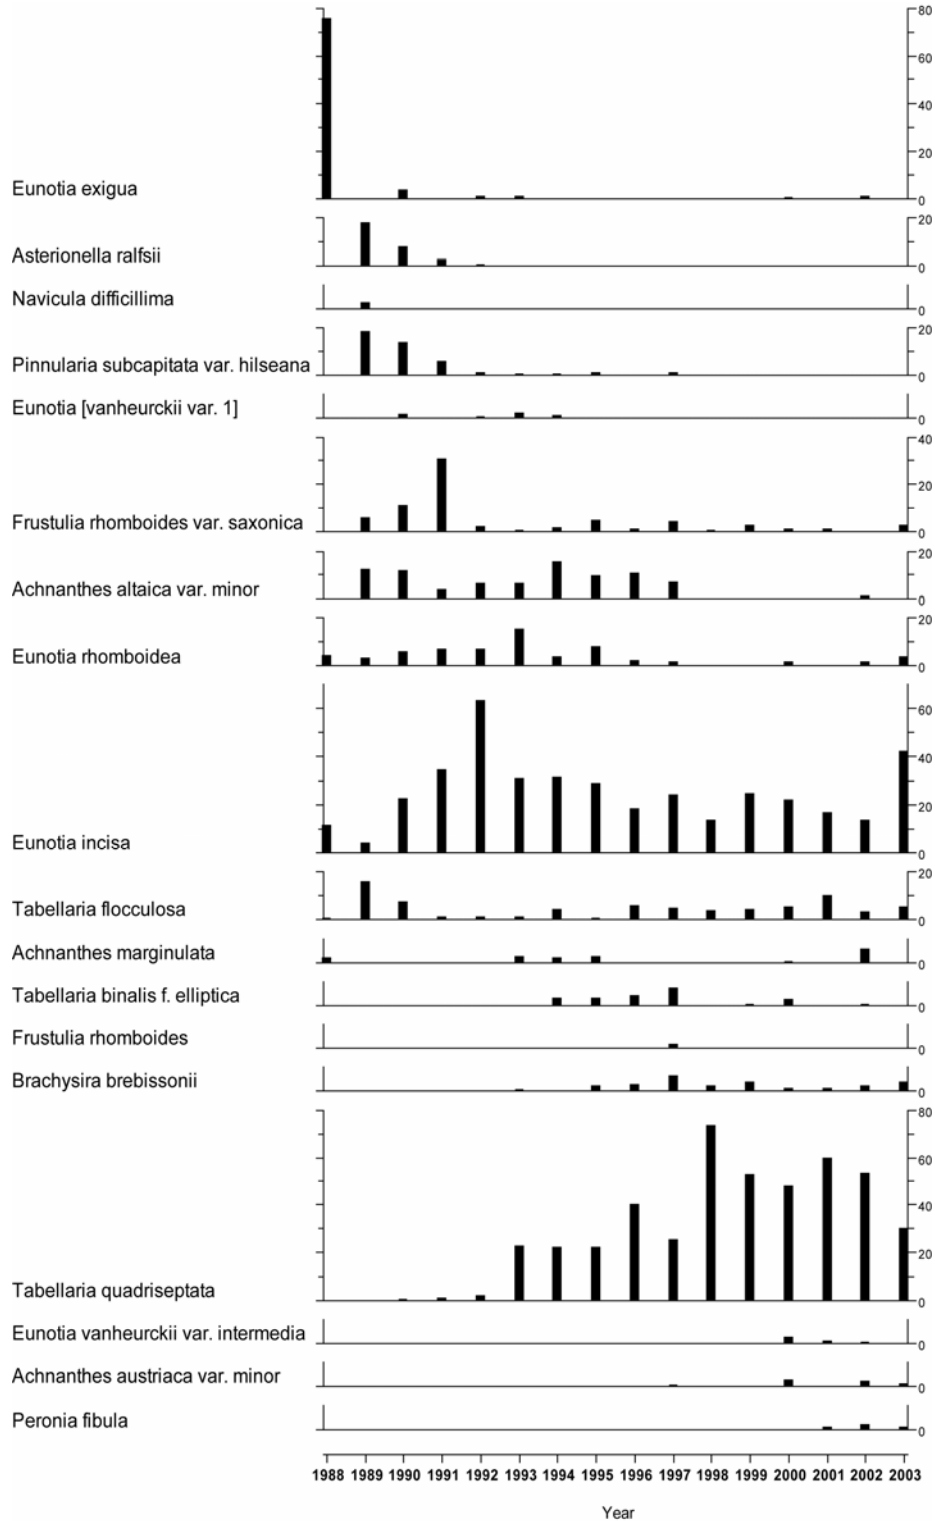 80
60
40
20
Eunotia exigua
0
20
Asterionella ralfsii
0
Navicula difficillima
0
20
Pinnularia subcapitata var. hilseana
0
Eunotia [vanheurckii var. 1]
0
40
20
Frustulia rhomboides var. saxonica
0
20
Achnanthes altaica var. minor
0
20
Eunotia rhomboidea
0
60
40
20
Eunotia incisa
0
20
Tabellaria flocculosa
0
Achnanthes marginulata
0
Tabellaria binalis f. elliptica
0
Frustulia rhomboides
0
Brachysira brebissonii
0
80
60
40
20
Tabellaria quadriseptata
0
Eunotia vanheurckii var. intermedia
0
Achnanthes austriaca var. minor
0
Peronia fibula
0
1988 1989 1990 1991 1992 1993 1994 1995 1996 1997 1998 1999 2000 2001 2002 2003
Year